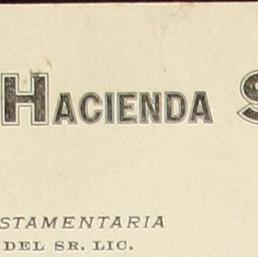 HACIENDA S
STAMENTARIA
DEL SR. LIC.